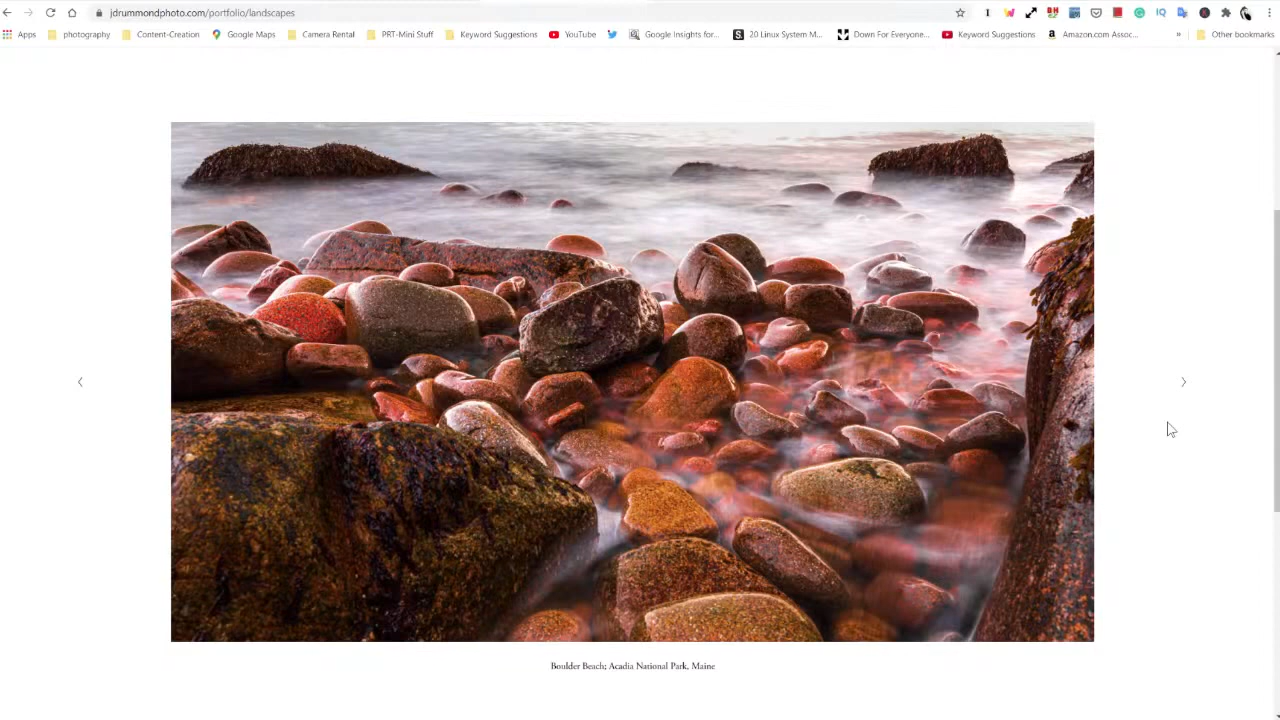 jdrummondphoto.com/portfolio/landscapes
Apps photography Content-Creation Google Maps Camera Rental PRT-Mini Stuff Keyword Suggestions YouTube Google Insights for... 20 Linux System M... Down For Everyone... Keyword Suggestions Amazon.com Assoc... » Other bookmarks
Boulder Beach; Acadia National Park, Maine